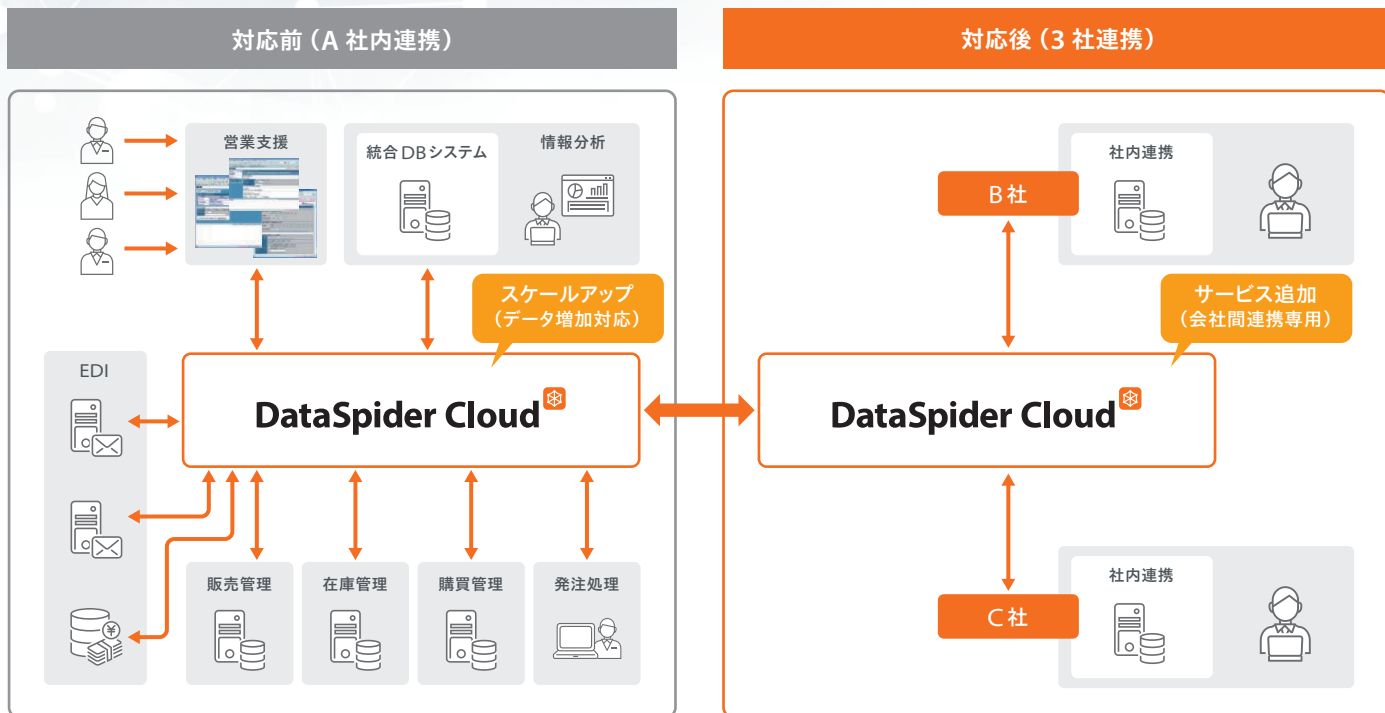 対応前（A 社内連携）
営業支援
統合 DBシステム
情報分析
スケールアップ
（データ増加対応）
EDI
DataSpider Cloud
¥
販売管理
在庫管理
購買管理
発注処理
対応後（3 社連携）
社内連携
B 社
サービス追加
（会社間連携専用）
DataSpider Cloud
社内連携
C 社